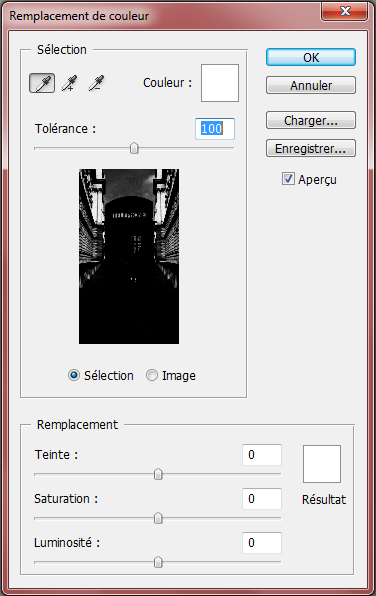 Remplacement de couleur
Sélection
OK
Couleur :
Annuler
Tolérance :
100
Charger...
Enregistrer...
Aperçu
Sélection
Image
Remplacement
Teinte :
0
Résultat
Saturation :
0
Luminosité :
0